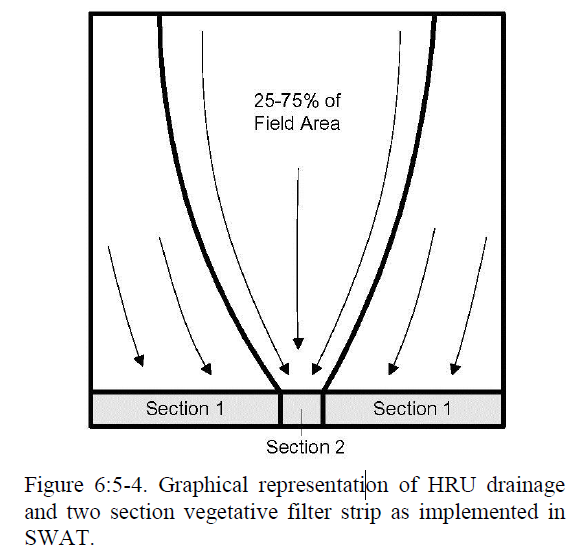 25-75% of
Field Area
Section 1
Section 1
Section 2
Figure 6:5-4. Graphical representation of HRU drainage
and two section vegetative filter strip as implemented in
SWAT.